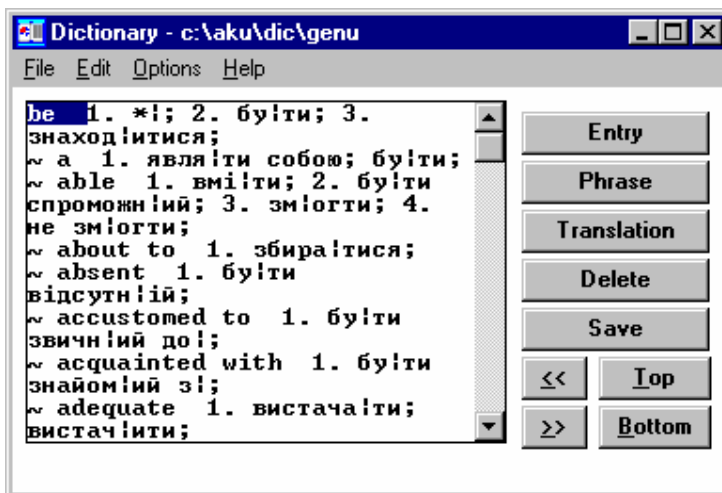 Dictionary - c:\aku\dic\genu
File Edit Options Help
be 1. *¦; 2. бу¦ти; 3.
знаход¦итися;
~ a 1. явля¦ти собою; бу¦ти;
~ able 1. вмі¦ти; 2. бу¦ти
спроможн¦ий; 3. зм¦огти; 4.
не зм¦огти;
~ about to 1. збира¦тися;
~ absent 1. бу¦ти
відсутн¦ій;
~ accustomed to 1. бу¦ти
звичн¦ий до¦;
~ acquainted with 1. бу¦ти
знайом¦ий з¦;
~ adequate 1. вистача¦ти;
вистач¦ити;
Entry
Phrase
Translation
Delete
Save
<< Top
>> Bottom